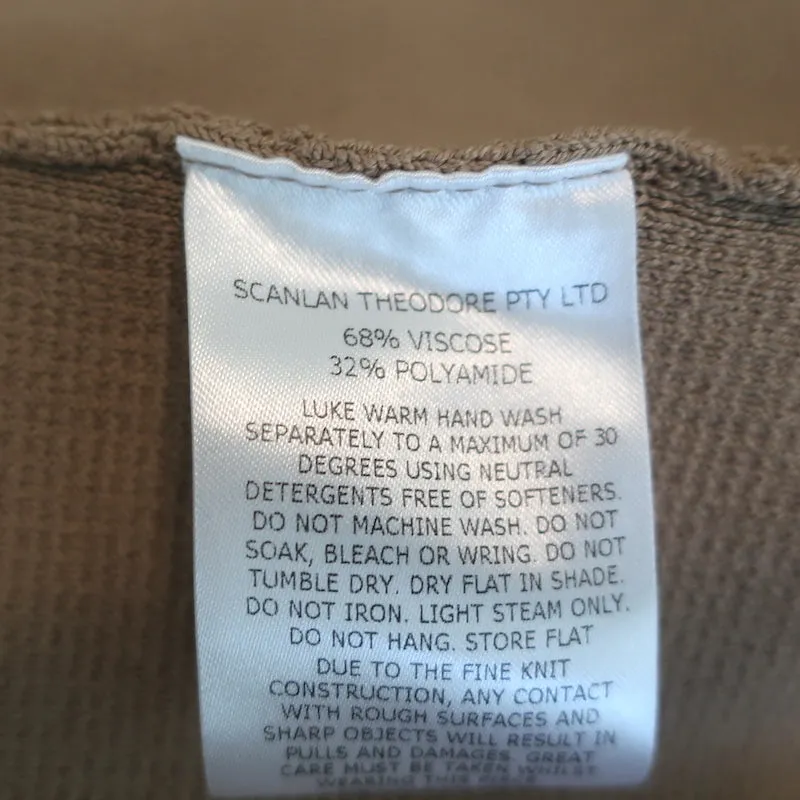 SCANLAN THEODORE PTY LTD
68% VISCOSE
32% POLYAMIDE
LUKE WARM HAND WASH
SEPARATELY TO A MAXIMUM OF 30
DEGREES USING NEUTRAL
DETERGENTS FREE OF SOFTENERS.
DO NOT MACHINE WASH. DO NOT
SOAK, BLEACH OR WRING. DO NOT
TUMBLE DRY. DRY FLAT IN SHADE.
DO NOT IRON. LIGHT STEAM ONLY.
DO NOT HANG. STORE FLAT
DUE TO THE FINE KNIT
CONSTRUCTION, ANY CONTACT
WITH ROUGH SURFACES AND
SHARP OBJECTS WILL RESULT IN
PULLS AND DAMAGES. GREAT
CARE MUST BE TAKEN WHILST
WEARING THIS